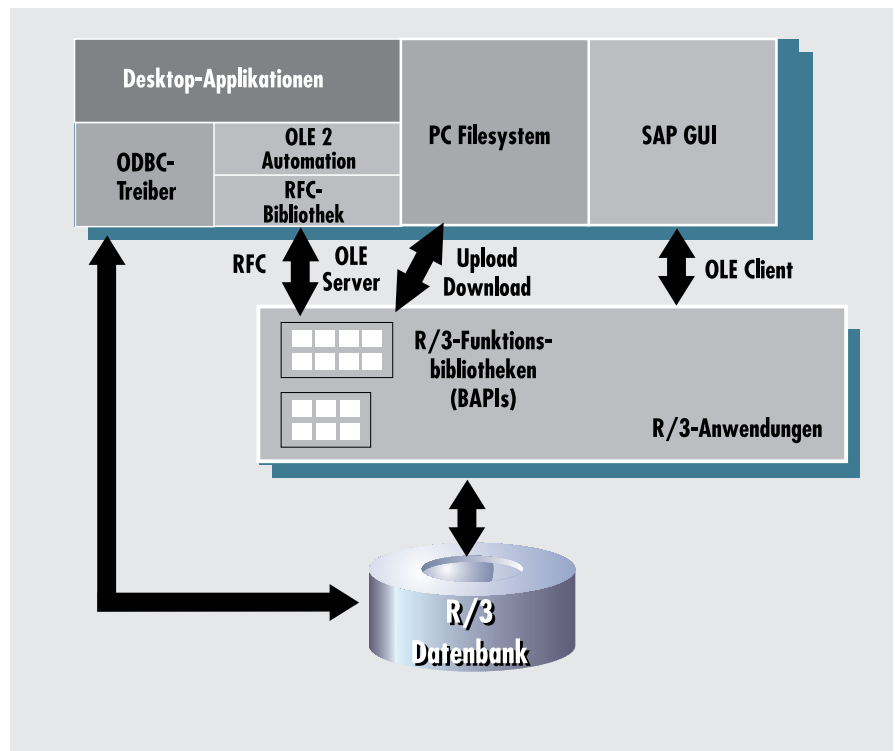 Desktop-Applikationen
ODBC-
Treiber
OLE 2
Automation
RFC-
Bibliothek
PC Filesystem
SAP GUI
RFC
OLE
Server
Upload
Download
OLE Client
R/3-Funktions-
bibliotheken
(BAPIs)
R/3-Anwendungen
R/3
Datenbank